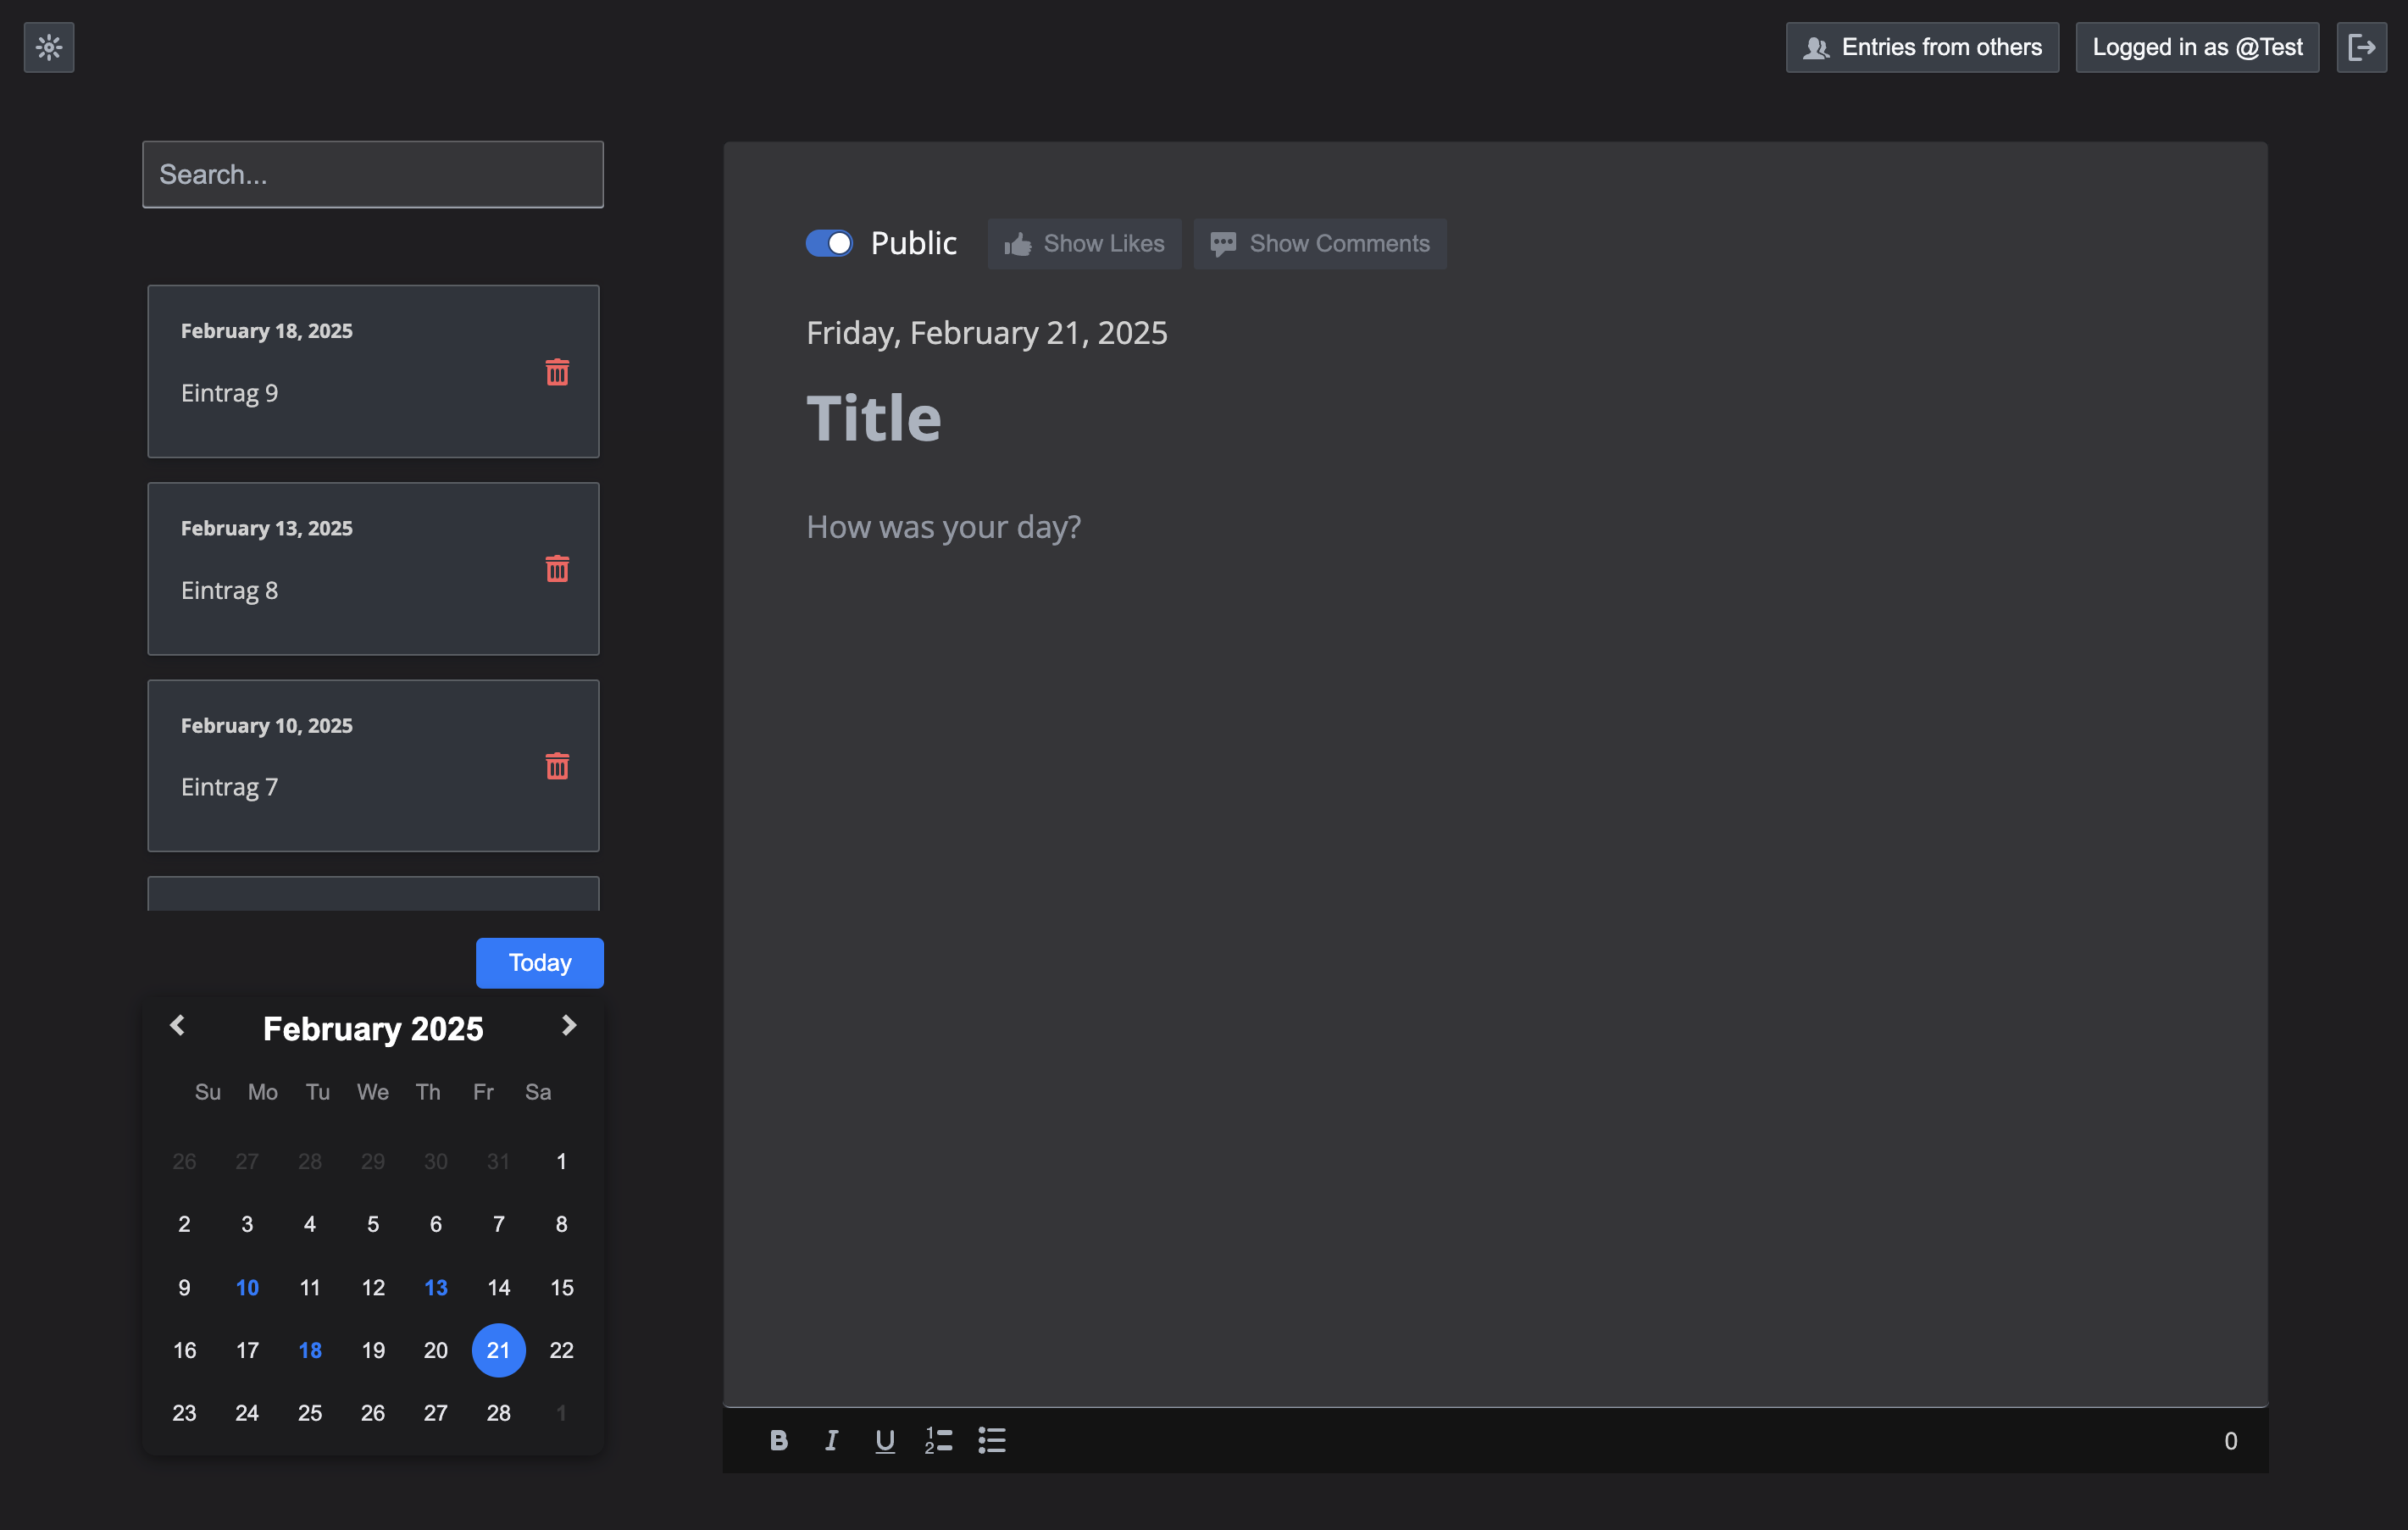 Entries from others
Logged in as @Test
Search...
February 18, 2025
Eintrag 9
February 13, 2025
Eintrag 8
February 10, 2025
Eintrag 7
Today
February 2025
Su Mo Tu We Th Fr Sa
26 27 28 29 30 31 1
2 3 4 5 6 7 8
9 10 11 12 13 14 15
16 17 18 19 20 21 22
23 24 25 26 27 28 1
Public
Show Likes
Show Comments
Friday, February 21, 2025
Title
How was your day?
B I U
0